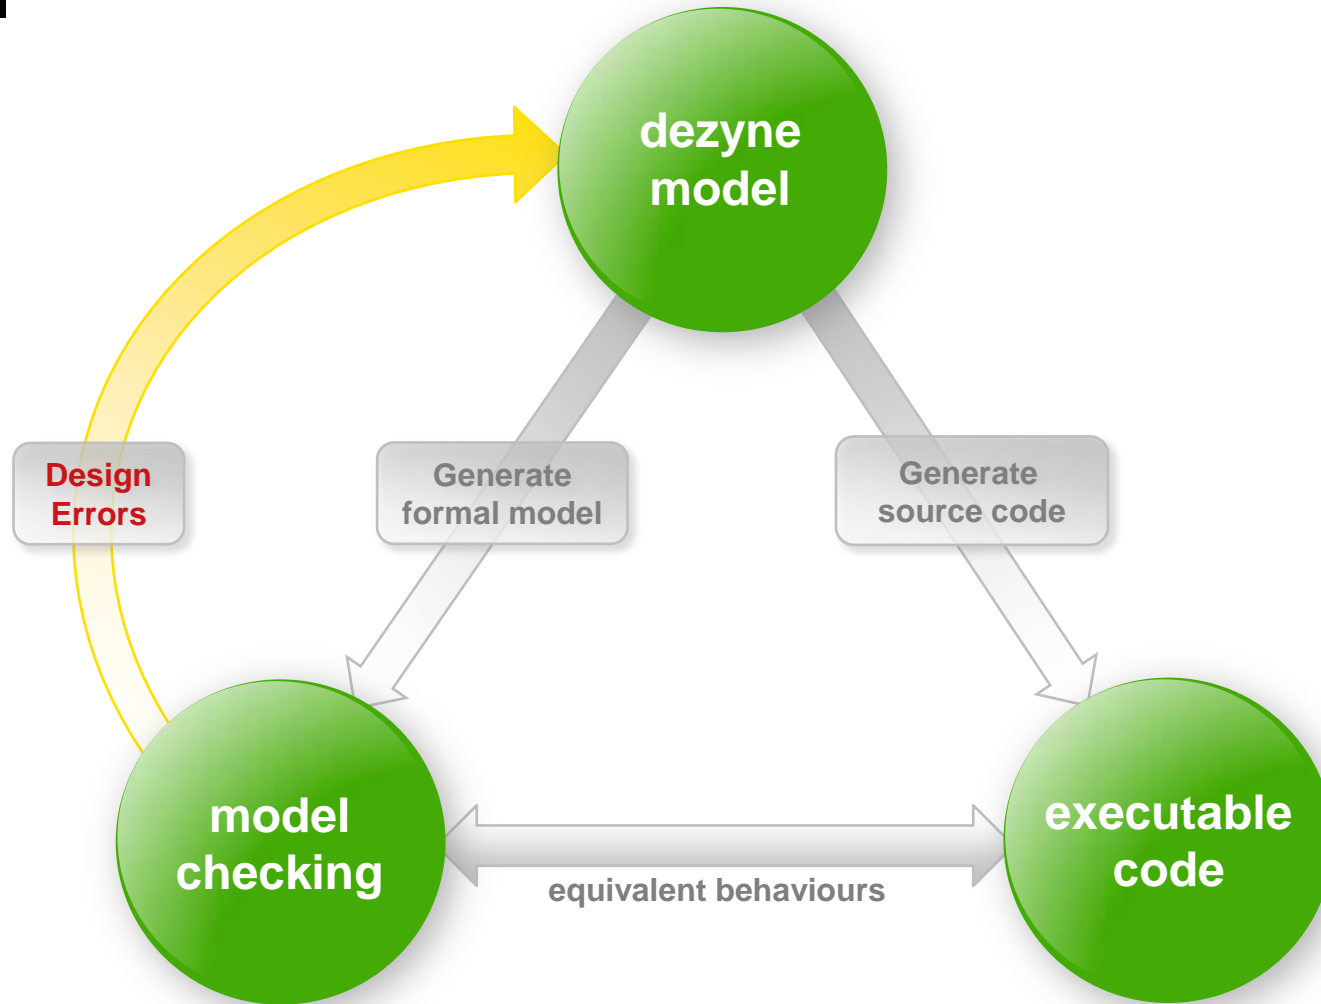 dezyne
model
Design
Errors
Generate
formal model
Generate
source code
model
checking
equivalent behaviours
executable
code